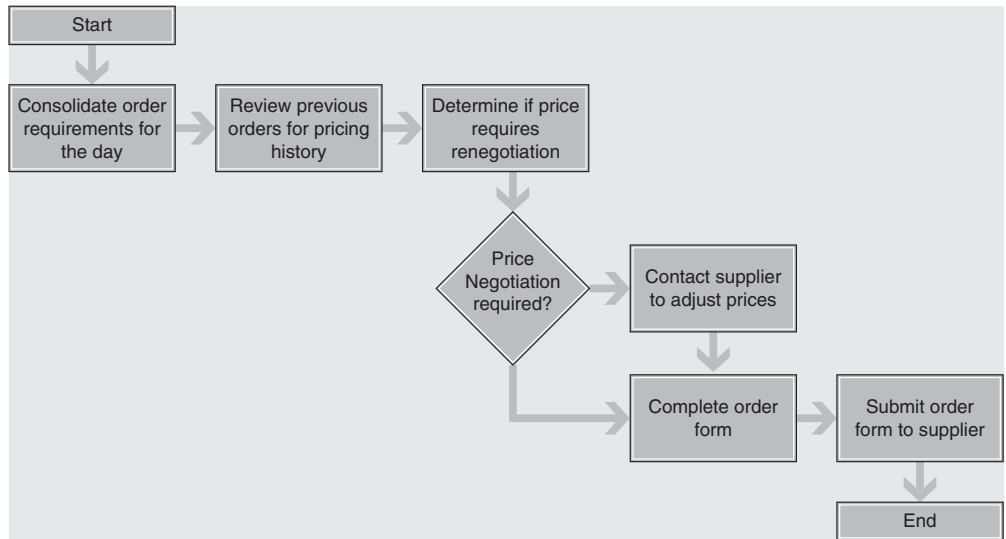 Start
Consolidate order
requirements for
the day
Review previous
orders for pricing
history
Determine if price
requires
renegotiation
Price
Negotiation
required?
Contact supplier
to adjust prices
Complete order
form
Submit order
form to supplier
End